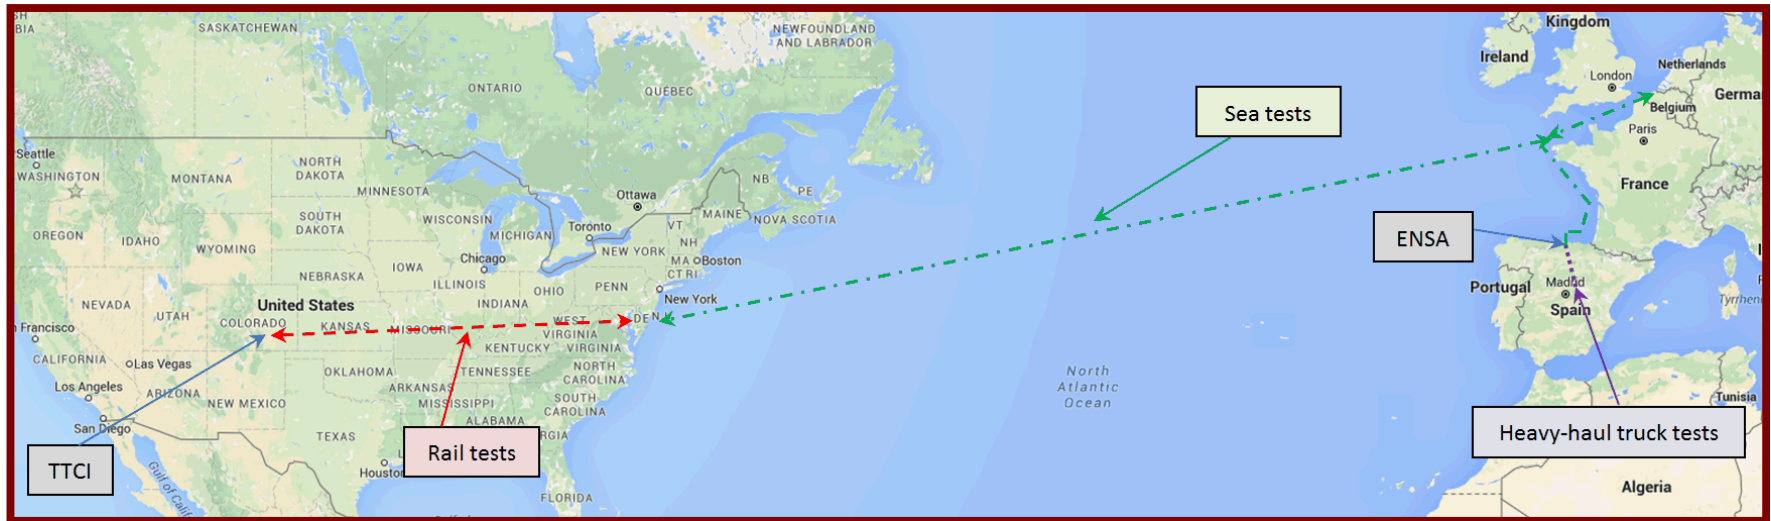 BIA
SASKATCHEWAN
NEWFOUNDLAND
AND LABRADOR
Kingdom
Ireland
Netherlands
London
ONTARIO
QUEBEC
Belgium
Germa
Sea tests
Paris
Seattle
WASHINGTON
MONTANA
NORTH
DAKOTA
MINNESOTA
Ottawa
NB
PE
France
MAINE
NOVA SCOTIA
SOUTH
DAKOTA
WISCONSIN
MICHIGAN
Toronto
VT
NH
OREGON
IDAHO
WYOMING
NEW YORK
MA
Boston
ENSA
Chicago
IOWA
CT RI
NEBRASKA
ILLINOIS
OHIO
PENN
INDIANA
New York
Portugal
Madrid
Spain
NEVADA
UTAH
United States
COLORADO
KANSAS
MISSOURI
WEST
VIRGINIA
DE
Tyrrhen
n Francisco
KENTUCKY
VIRGINIA
CALIFORNIA
Las Vegas
OKLAHOMA
TENNESSEE
NORTH
CAROLINA
North
Atlantic
Ocean
Los Angeles
ARIZONA
NEW MEXICO
ARKANSAS
MISSISSIPPI
SOUTH
CAROLINA
Tunisia
San Diego
ALABAMA
TEXAS
RGIA
Heavy-haul truck tests
Rail tests
TTCI
Gulf of Calif
Houston
FLORIDA
Algeria